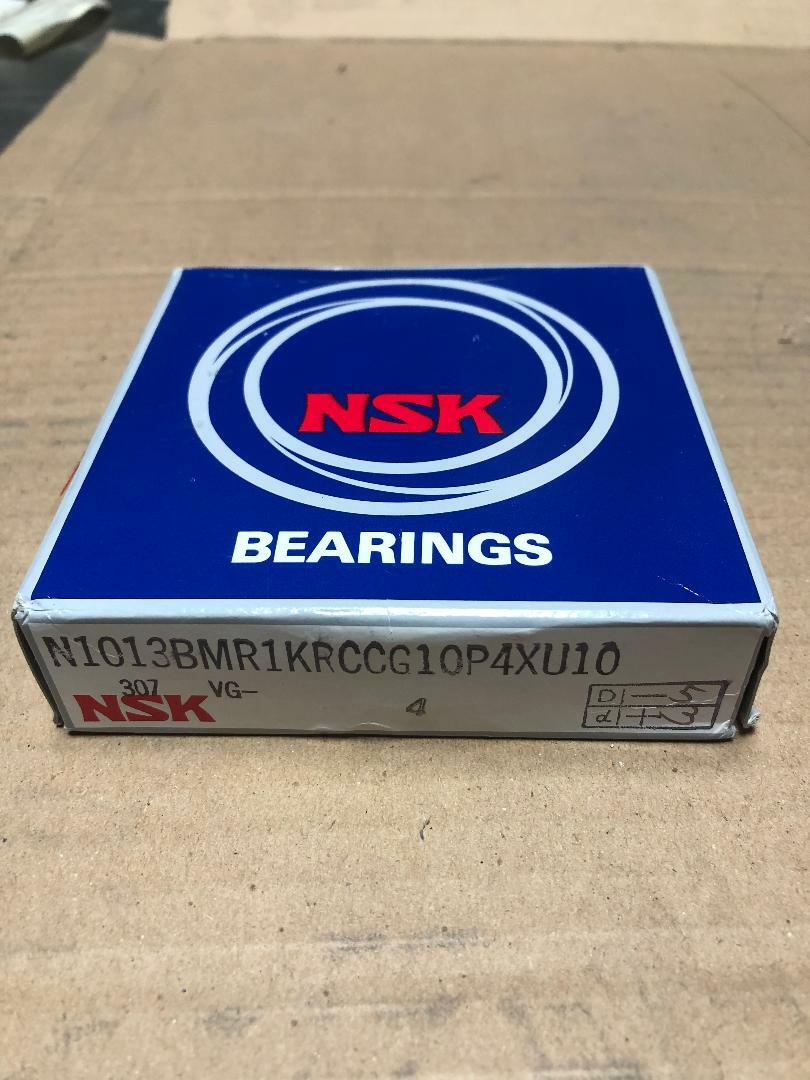 NSK
BEARINGS
N1013BMR1KRCCG10P4XU10
307 VG-
NSK
4
D -5
d +3